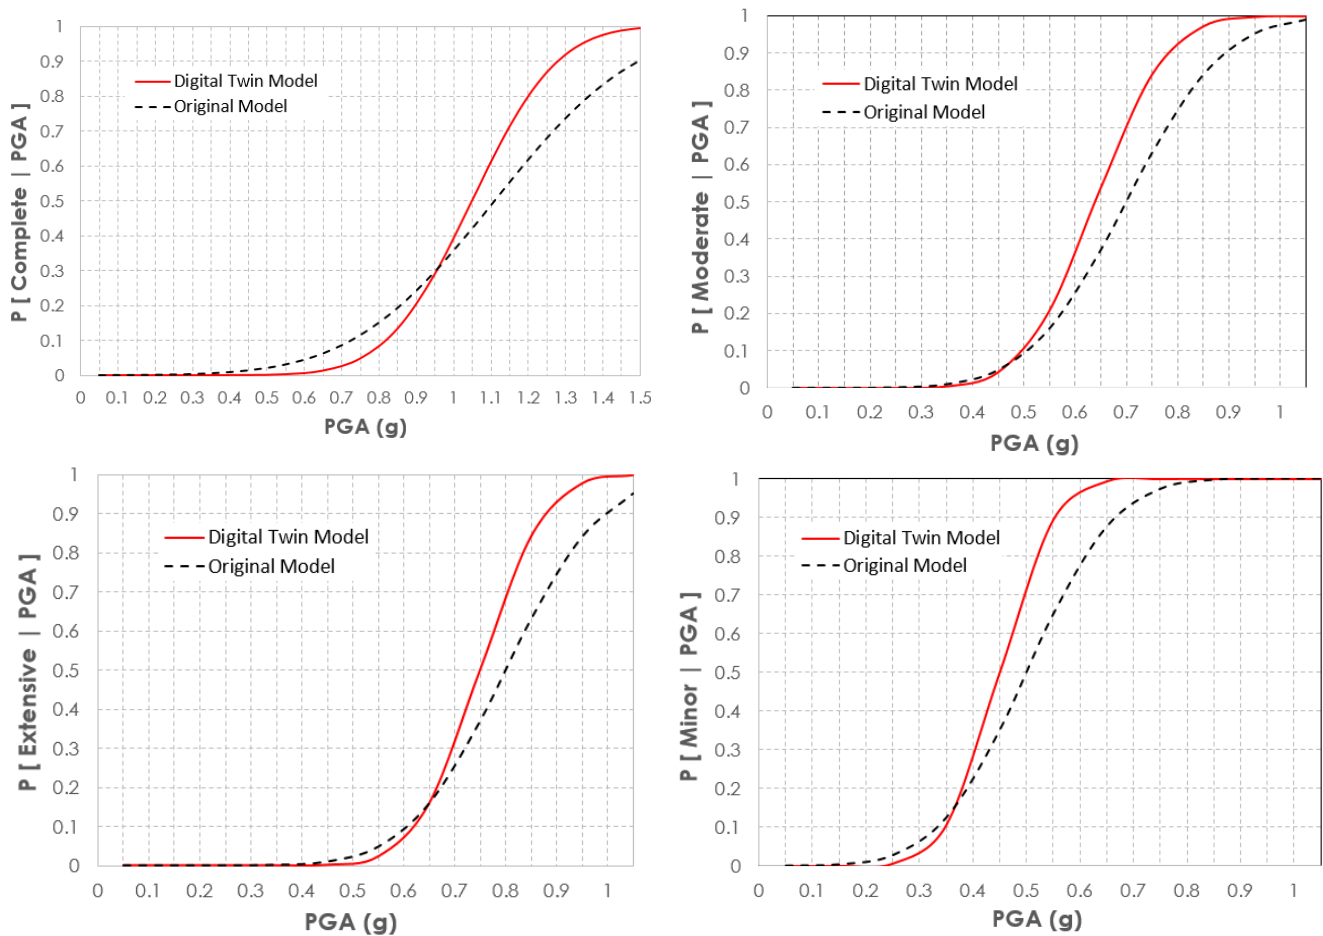 P [ Complete | PGA ]
1
0.9
0.8
0.7
0.6
0.5
0.4
0.3
0.2
0.1
0
Digital Twin Model
Original Model
0 0.1 0.2 0.3 0.4 0.5 0.6 0.7 0.8 0.9 1 1.1 1.2 1.3 1.4 1.5
PGA (g)
P [ Moderate | PGA ]
1
0.9
0.8
0.7
0.6
0.5
0.4
0.3
0.2
0.1
0
Digital Twin Model
Original Model
0 0.1 0.2 0.3 0.4 0.5 0.6 0.7 0.8 0.9 1
PGA (g)
P [ Extensive | PGA ]
1
0.9
0.8
0.7
0.6
0.5
0.4
0.3
0.2
0.1
0
Digital Twin Model
Original Model
0 0.1 0.2 0.3 0.4 0.5 0.6 0.7 0.8 0.9 1
PGA (g)
P [ Minor | PGA ]
1
0.9
0.8
0.7
0.6
0.5
0.4
0.3
0.2
0.1
0
Digital Twin Model
Original Model
0 0.1 0.2 0.3 0.4 0.5 0.6 0.7 0.8 0.9 1
PGA (g)